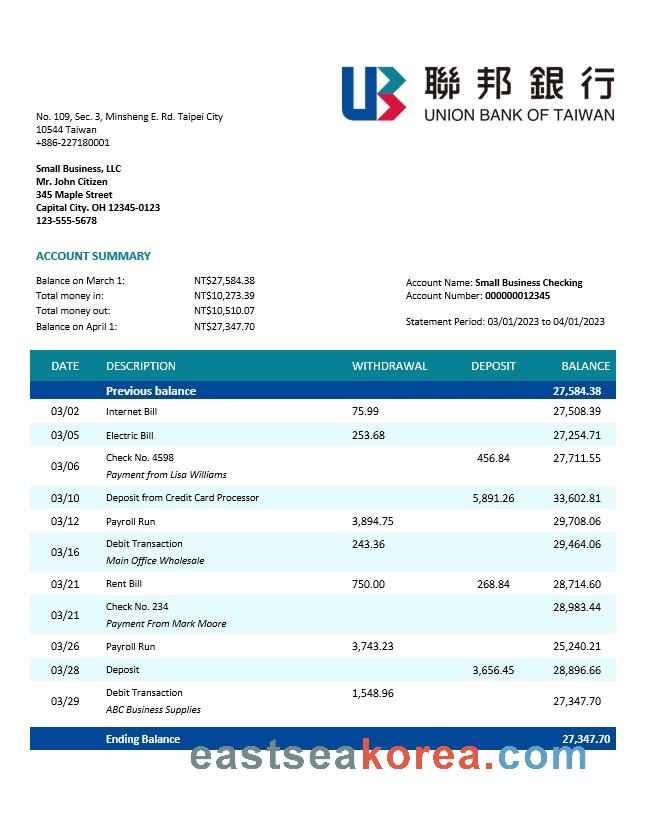 聯邦銀行
UNION BANK OF TAIWAN
No. 109, Sec. 3, Minsheng E. Rd. Taipei City
10544 Taiwan
+886-227180001
Small Business, LLC
Mr. John Citizen
345 Maple Street
Capital City. OH 12345-0123
123-555-5678
ACCOUNT SUMMARY
Balance on March 1: NT$27,584.38
Total money in: NT$10,273.39
Total money out: NT$10,510.07
Balance on April 1: NT$27,347.70
Account Name: Small Business Checking
Account Number: 000000012345
Statement Period: 03/01/2023 to 04/01/2023
DATE DESCRIPTION WITHDRAWAL DEPOSIT BALANCE
Previous balance 27,584.38
03/02 Internet Bill 75.99 27,508.39
03/05 Electric Bill 253.68 27,254.71
03/06 Check No. 4598 456.84 27,711.55
Payment from Lisa Williams
03/10 Deposit from Credit Card Processor 5,891.26 33,602.81
03/12 Payroll Run 3,894.75 29,708.06
03/16 Debit Transaction 243.36 29,464.06
Main Office Wholesale
03/21 Rent Bill 750.00 268.84 28,714.60
03/21 Check No. 234 28,983.44
Payment From Mark Moore
03/26 Payroll Run 3,743.23 25,240.21
03/28 Deposit 3,656.45 28,896.66
03/29 Debit Transaction 1,548.96 27,347.70
ABC Business Supplies
Ending Balance 27,347.70
eastseakorea.com